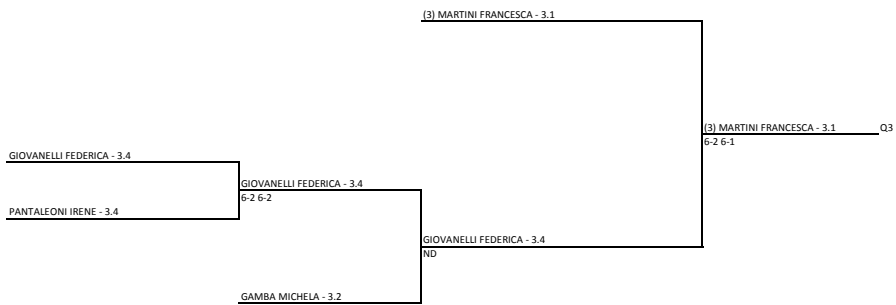 (3) MARTINI FRANCESCA - 3.1
(3) MARTINI FRANCESCA - 3.1 Q3
6-2 6-1
GIOVANELLI FEDERICA - 3.4
GIOVANELLI FEDERICA - 3.4
6-2 6-2
PANTALEONI IRENE - 3.4
GIOVANELLI FEDERICA - 3.4
ND
GAMBA MICHELA - 3.2